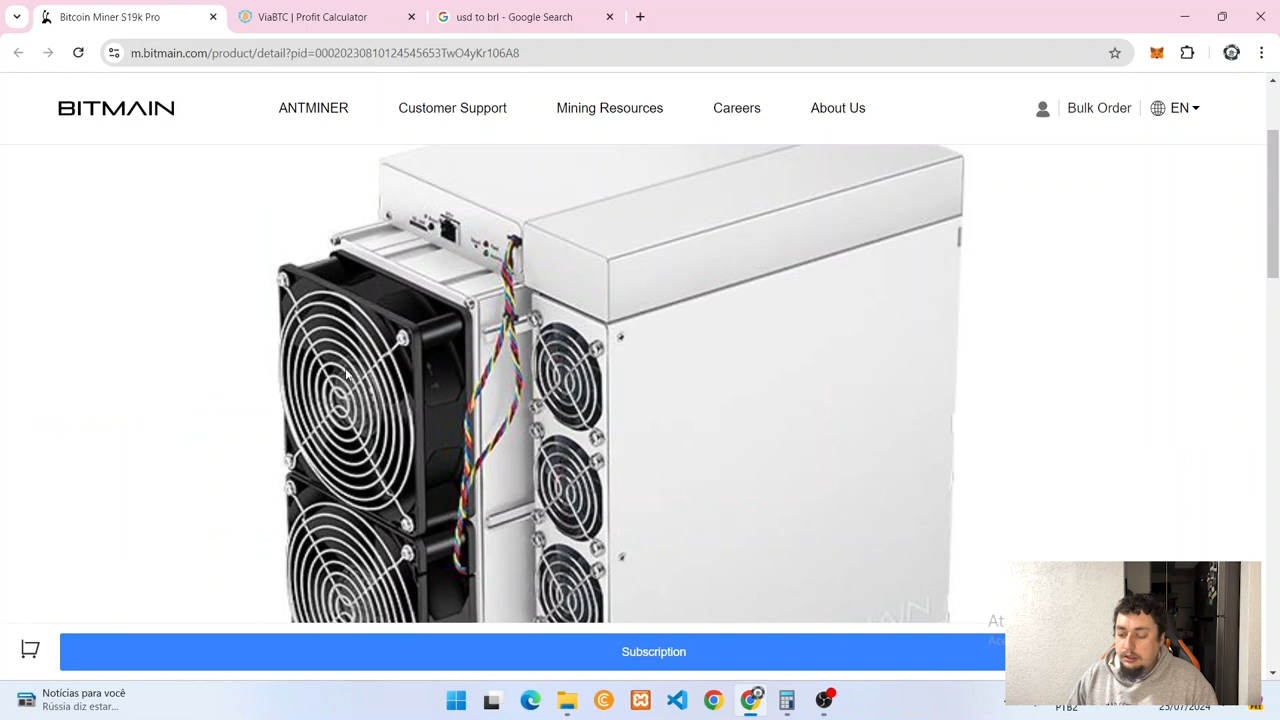 Bitcoin Miner S19k Pro
ViaBTC | Profit Calculator
usd to brl - Google Search
m.bitmain.com/product/detail?pid=00020230810124545653TwO4yKr106A8
BITMAIN
ANTMINER
Customer Support
Mining Resources
Careers
About Us
Bulk Order
EN
At
Subscription
Notícias para você
Rússia diz estar...
PTB2
25/07/2024